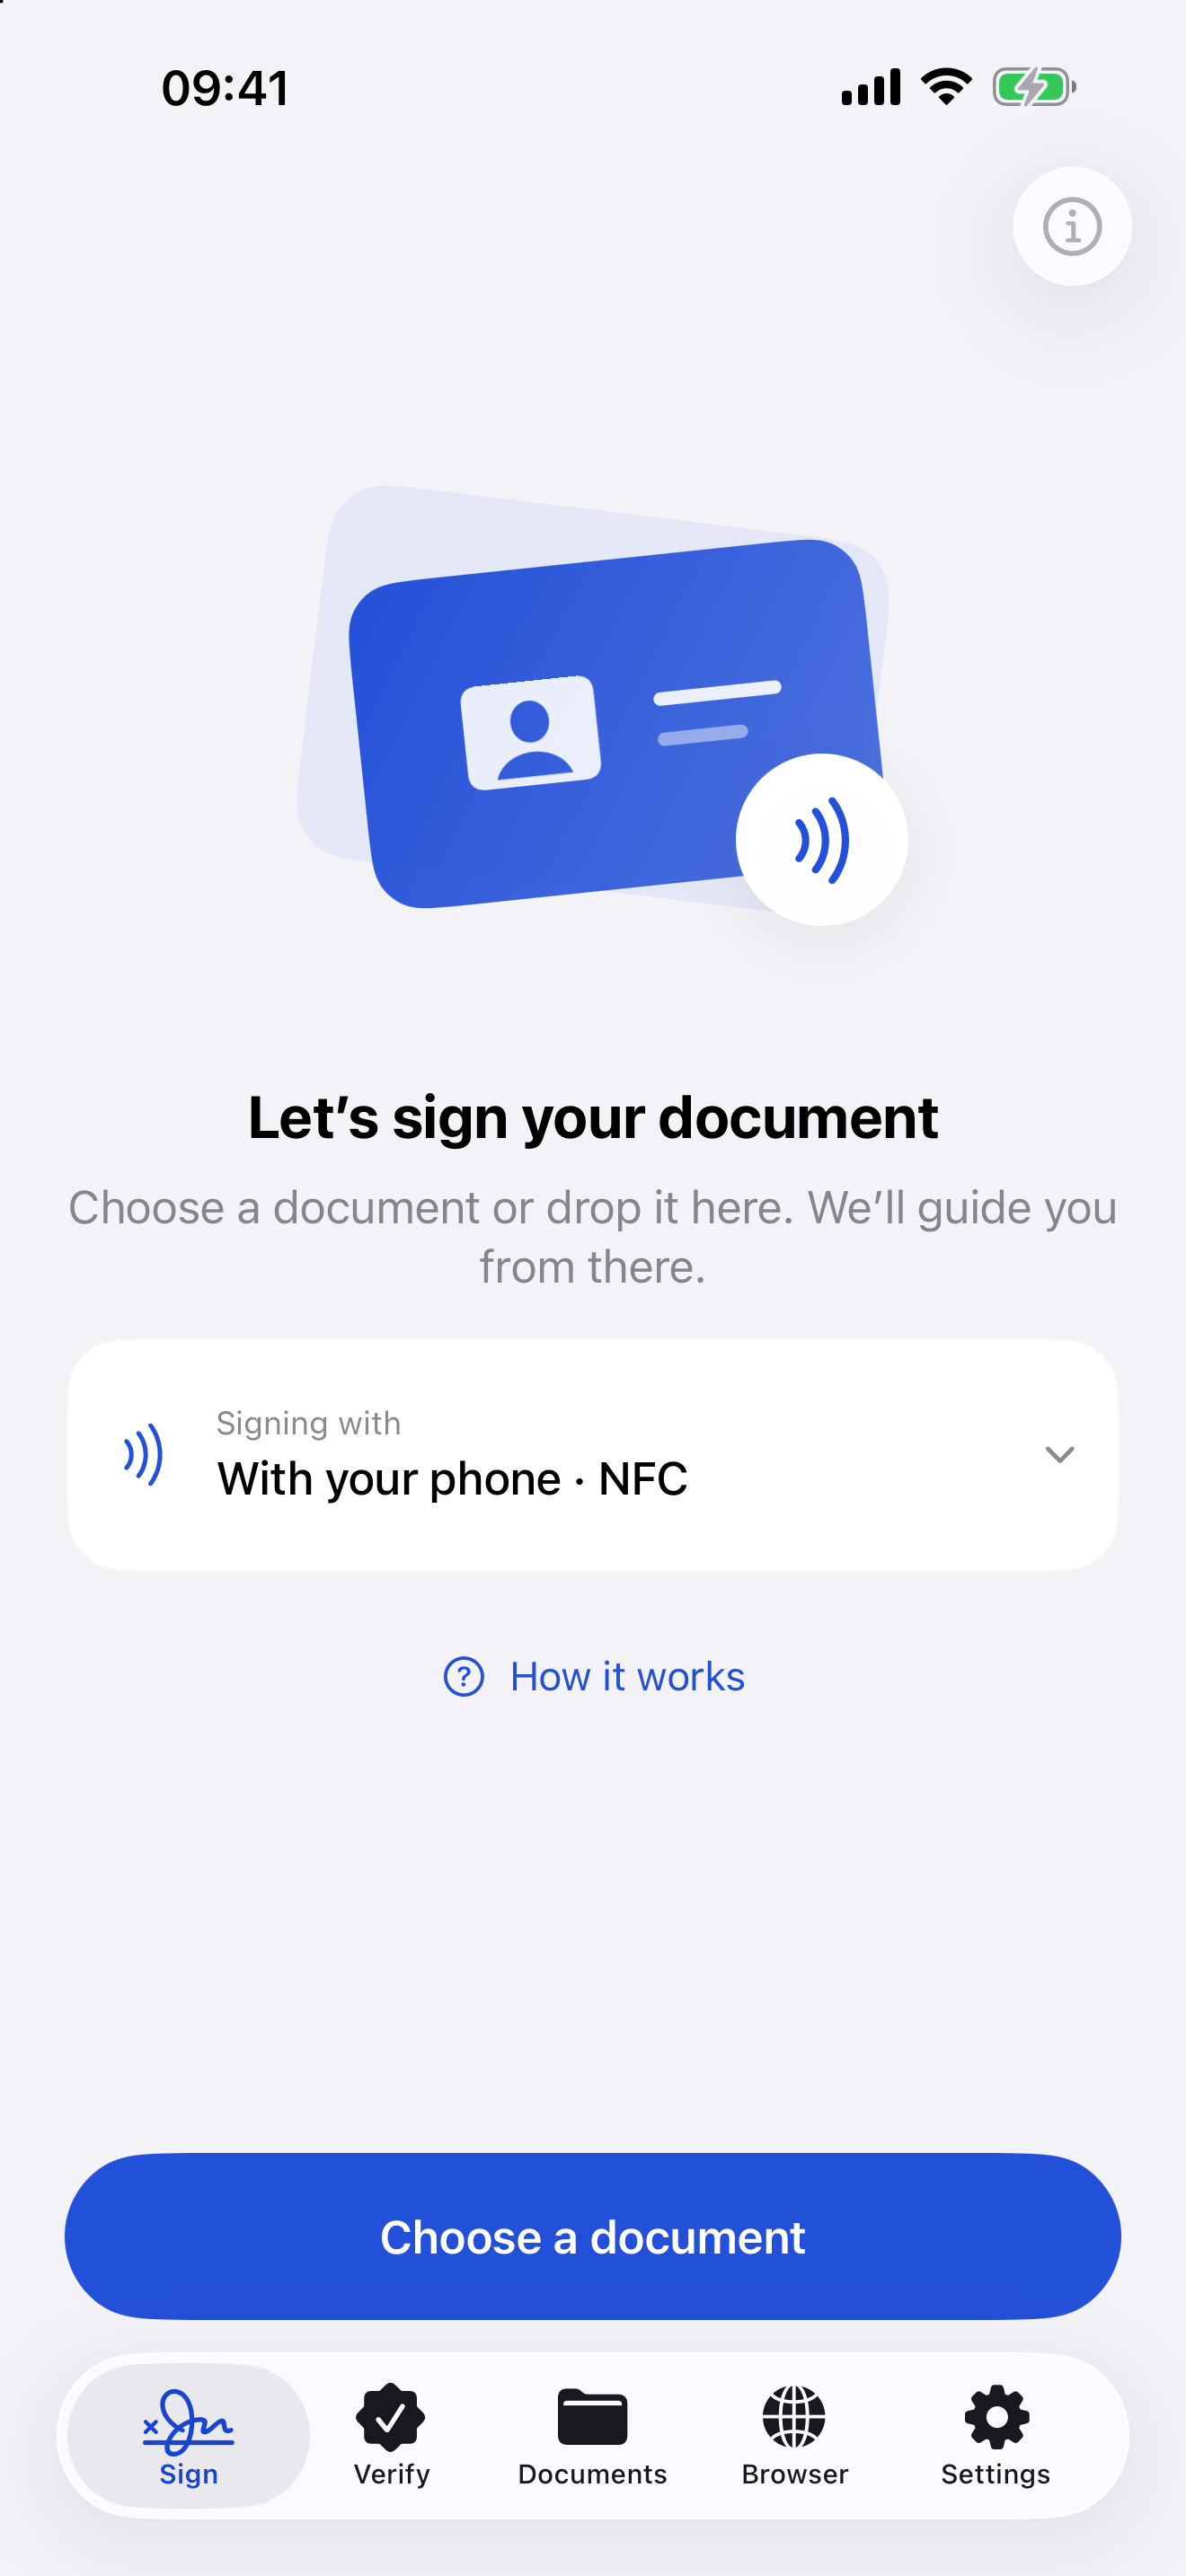 09:41
Let’s sign your document
Choose a document or drop it here. We’ll guide you
from there.
Signing with
With your phone · NFC
How it works
Choose a document
Sign
Verify
Documents
Browser
Settings